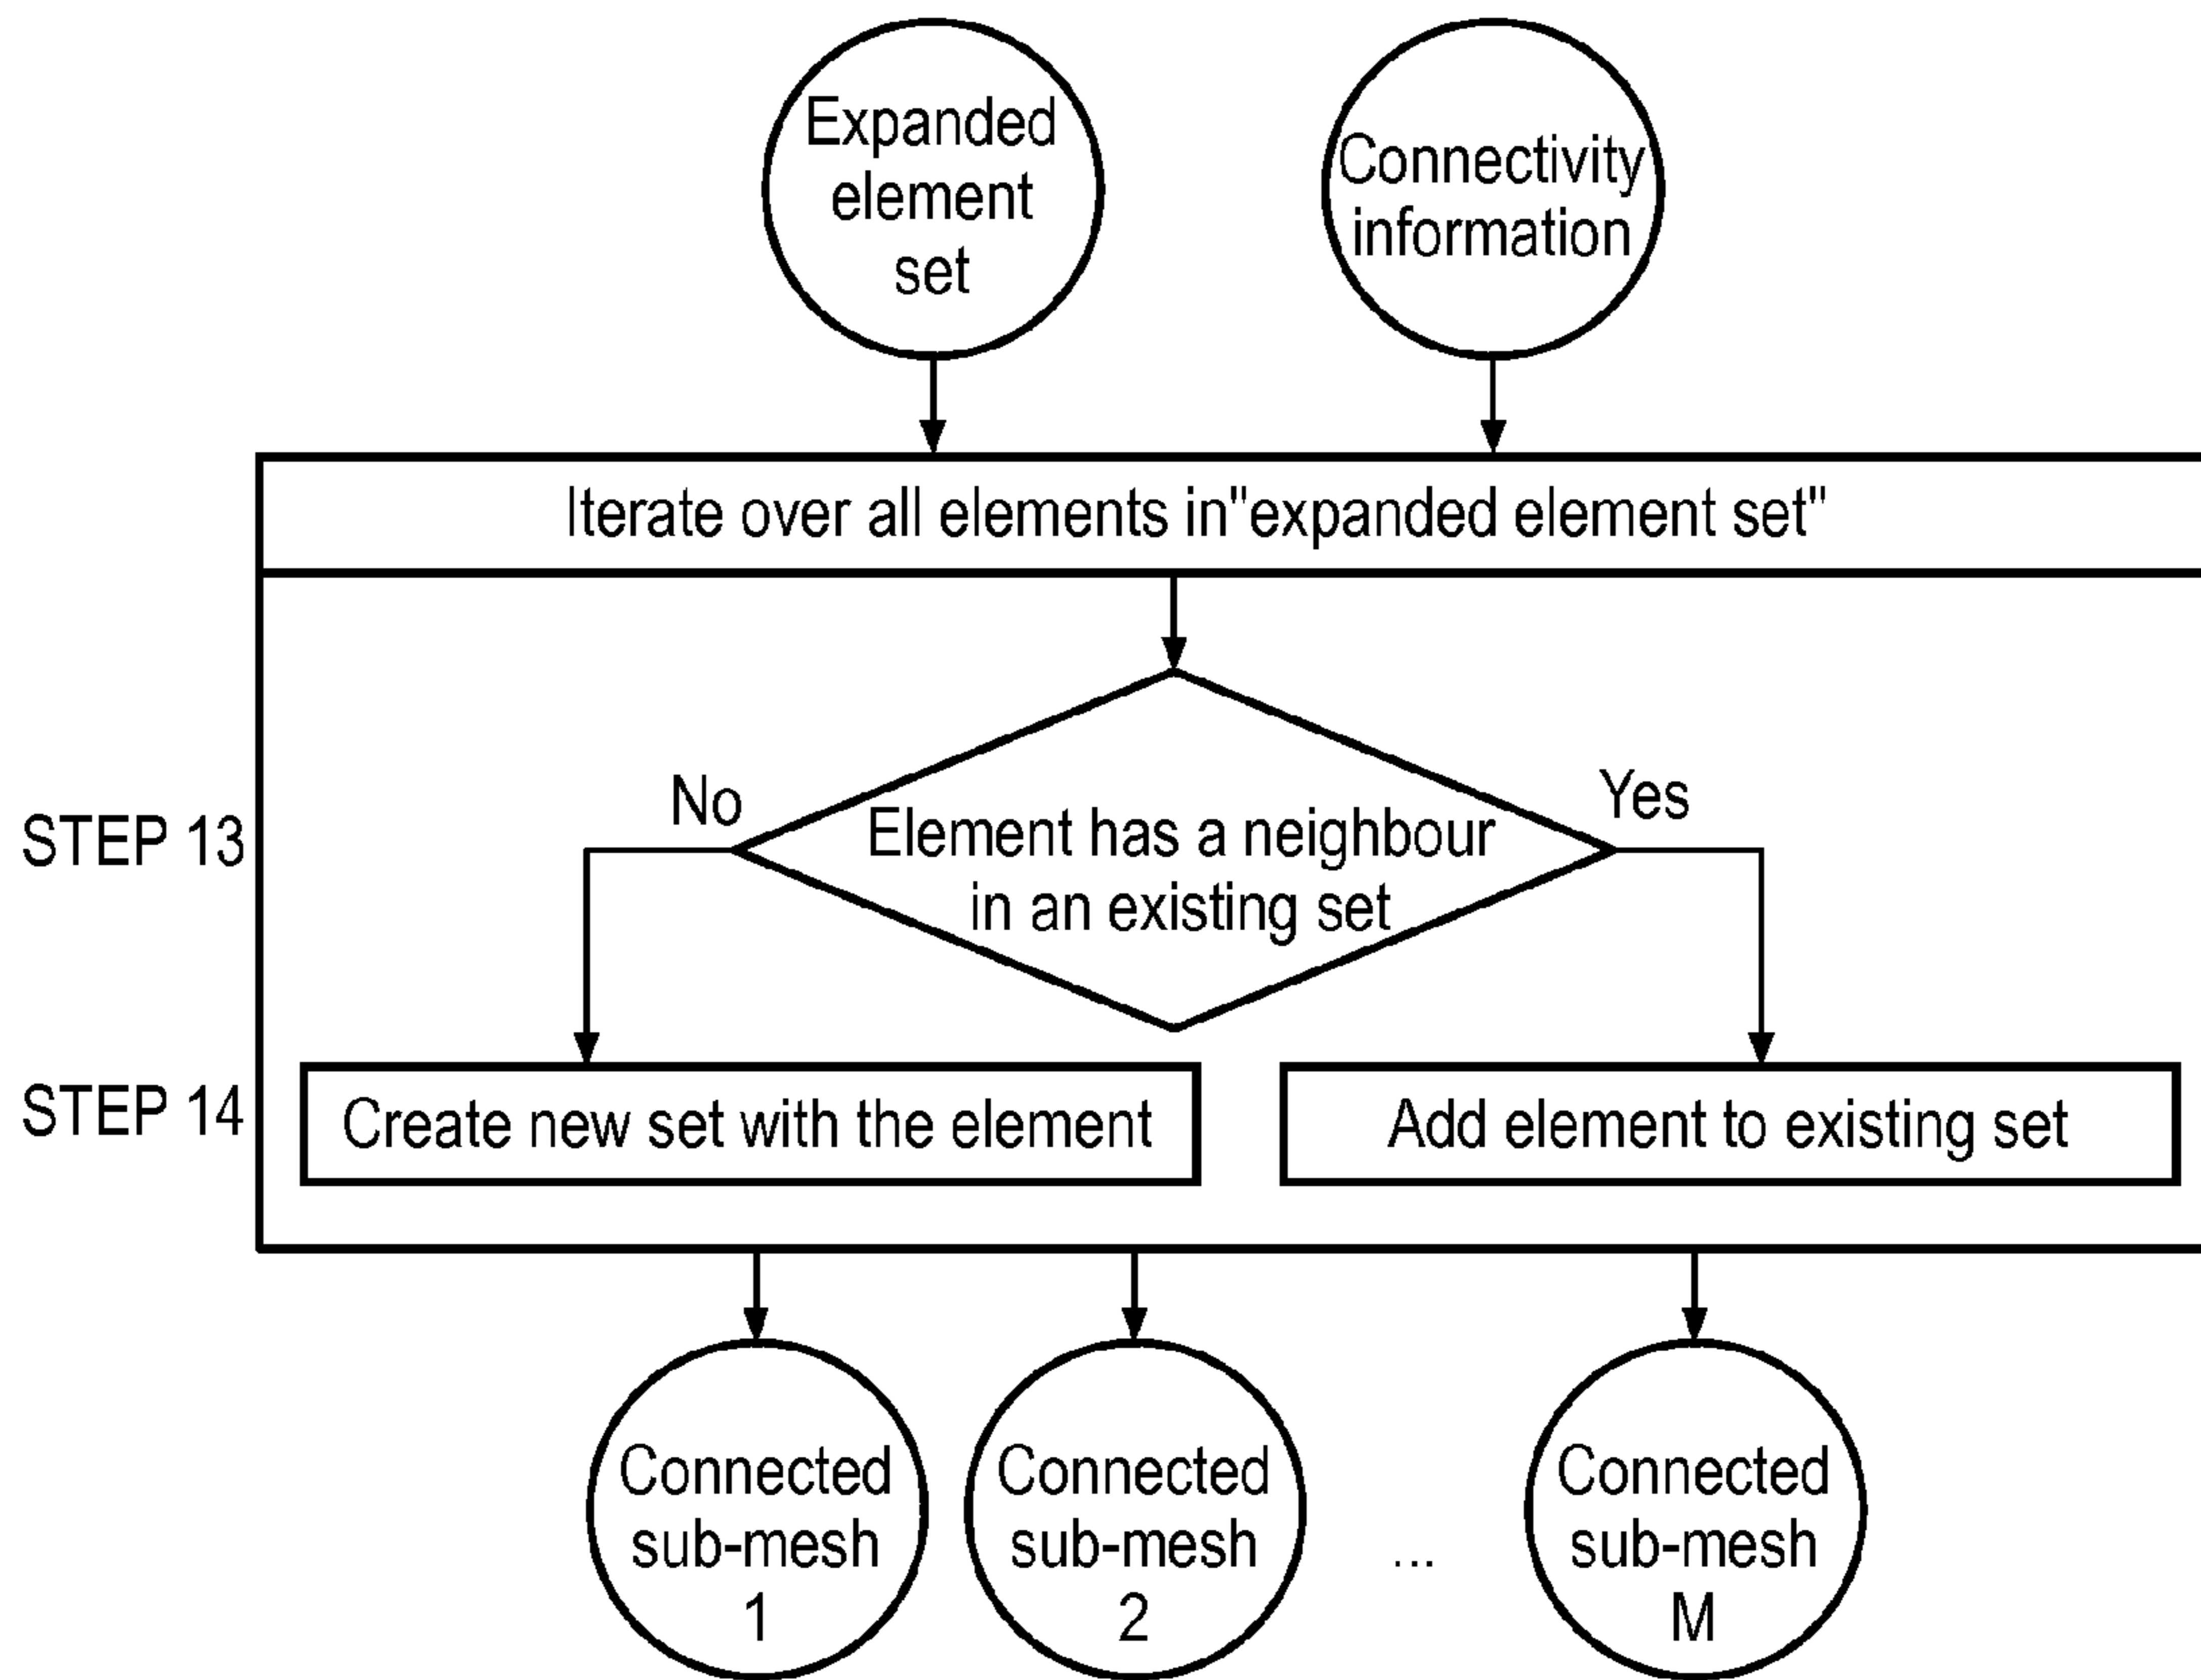 Expanded
element
set
Connectivity
information
Iterate over all elements in"expanded element set"
No
Yes
STEP 13
Element has a neighbour
in an existing set
STEP 14
Create new set with the element
Add element to existing set
Connected
sub-mesh
1
Connected
sub-mesh
2
...
Connected
sub-mesh
M